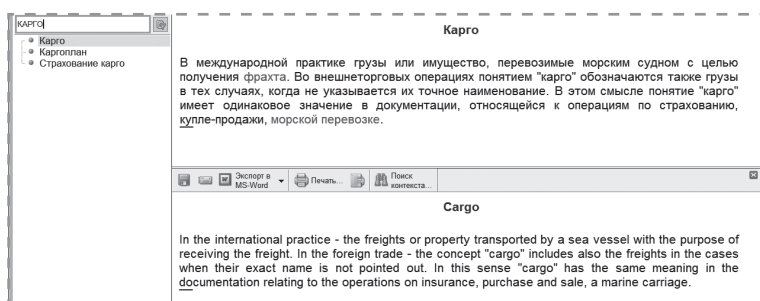 КАРГО
Карго
Каргоплан
Страхование карго
Карго
В международной практике грузы или имущество, перевозимые морским судном с целью
получения фрахта. Во внешнеторговых операциях понятием "карго" обозначаются также грузы
в тех случаях, когда не указывается их точное наименование. В этом смысле понятие "карго"
имеет одинаковое значение в документации, относящейся к операциям по страхованию,
купле-продажи, морской перевозке.
Экспорт в
MS-Word
Печать...
Поиск
контекста...
Cargo
In the international practice - the freights or property transported by a sea vessel with the purpose of
receiving the freight. In the foreign trade - the concept "cargo" includes also the freights in the cases
when their exact name is not pointed out. In this sense "cargo" has the same meaning in the
documentation relating to the operations on insurance, purchase and sale, a marine carriage.